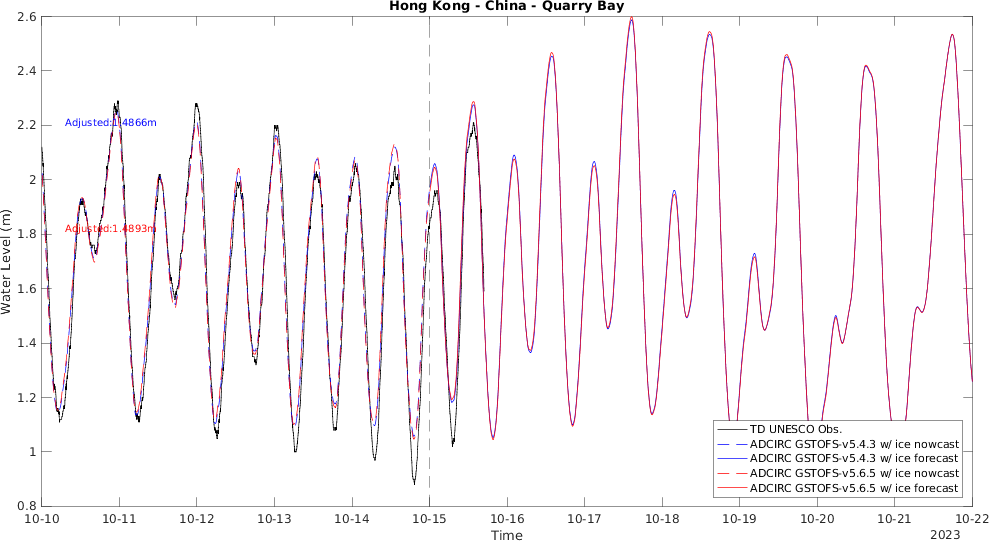 Hong Kong - China - Quarry Bay
Water Level (m)
2.6
2.4
2.2
2
1.8
1.6
1.4
1.2
1
0.8
Adjusted:1.4866m
Adjusted:1.4893m
TD UNESCO Obs.
ADCIRC GSTOFS-v5.4.3 w/ ice nowcast
ADCIRC GSTOFS-v5.4.3 w/ ice forecast
ADCIRC GSTOFS-v5.6.5 w/ ice nowcast
ADCIRC GSTOFS-v5.6.5 w/ ice forecast
10-10 10-11 10-12 10-13 10-14 10-15 10-16 10-17 10-18 10-19 10-20 10-21 10-22
Time
2023